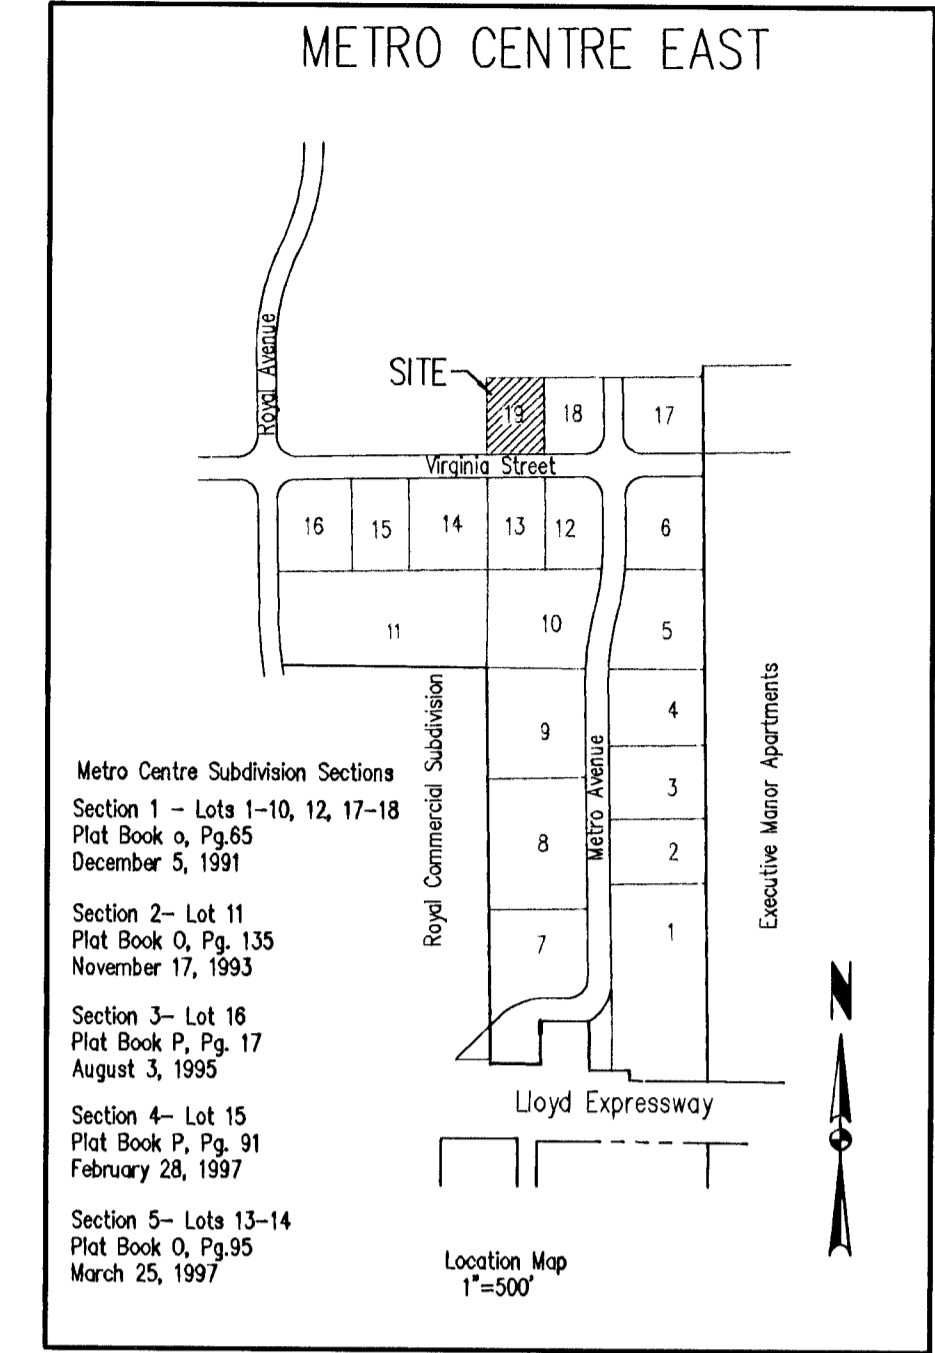 METRO CENTRE EAST
Royal Avenue
SITE
19
18
17
Virginia Street
16
15
14
13
12
6
11
10
5
Royal Commercial Subdivision
9
4
Executive Manor Apartments
Metro Avenue
3
8
2
7
1
Metro Centre Subdivision Sections
Section 1 - Lots 1-10, 12, 17-18
Plat Book o, Pg.65
December 5, 1991
Section 2- Lot 11
Plat Book O, Pg. 135
November 17, 1993
Section 3- Lot 16
Plat Book P, Pg. 17
August 3, 1995
Section 4- Lot 15
Plat Book P, Pg. 91
February 28, 1997
Section 5- Lots 13-14
Plat Book O, Pg.95
March 25, 1997
N
Lloyd Expressway
Location Map
1"=500'